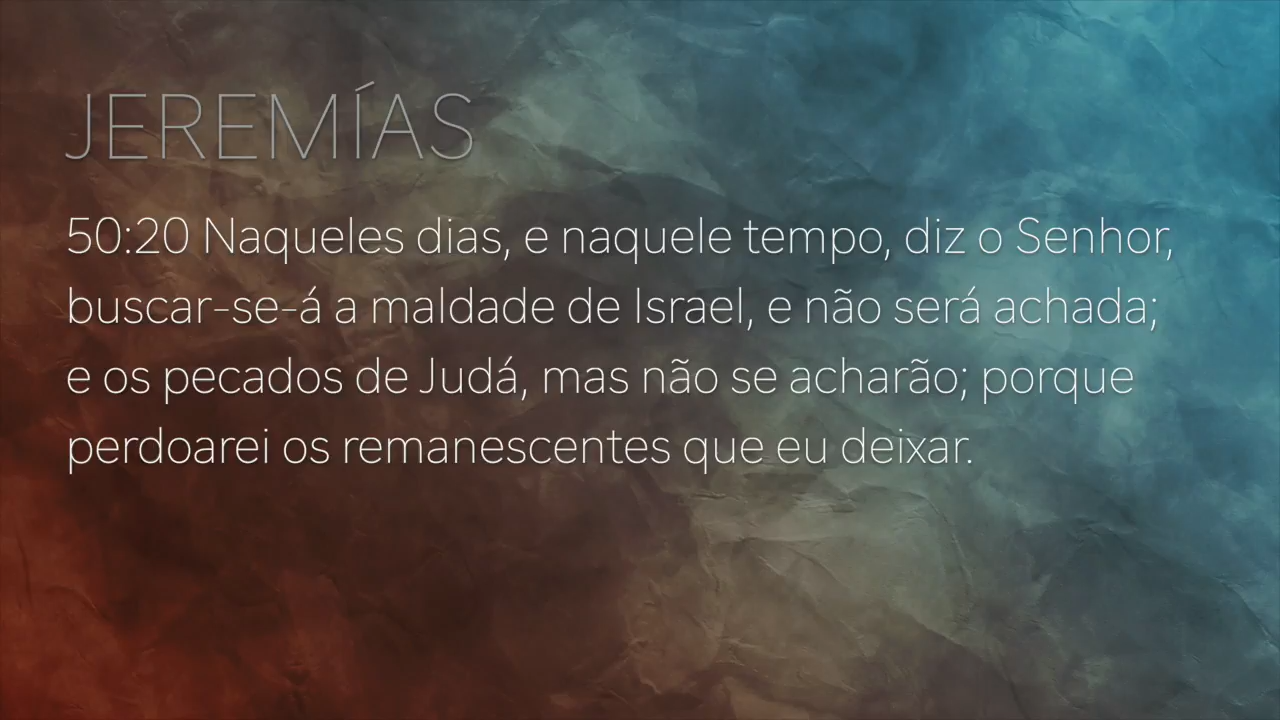 JEREMÍAS
50:20 Naqueles dias, e naquele tempo, diz o Senhor,
buscar-se-á a maldade de Israel, e não será achada;
e os pecados de Judá, mas não se acharão; porque
perdoarei os remanescentes que eu deixar.